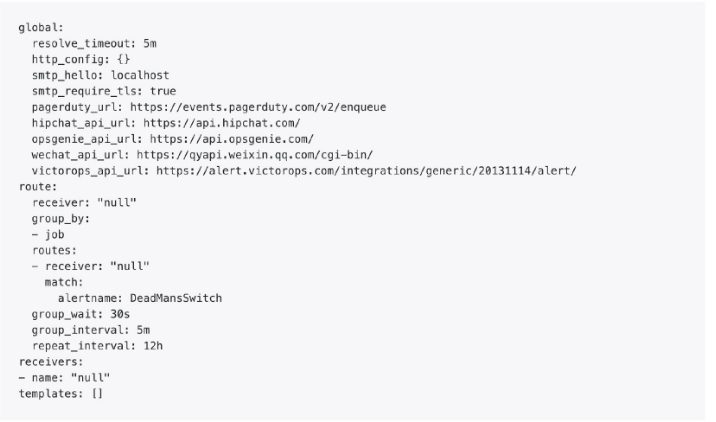 global:
  resolve_timeout: 5m
  http_config: {}
  smtp_hello: localhost
  smtp_require_tls: true
  pagerduty_url: https://events.pagerduty.com/v2/enqueue
  hipchat_api_url: https://api.hipchat.com/
  opsgenie_api_url: https://api.opsgenie.com/
  wechat_api_url: https://qyapi.weixin.qq.com/cgi-bin/
  victorops_api_url: https://alert.victorops.com/integrations/generic/20131114/alert/
route:
  receiver: "null"
  group_by:
  - job
  routes:
  - receiver: "null"
    match:
      alertname: DeadMansSwitch
  group_wait: 30s
  group_interval: 5m
  repeat_interval: 12h
receivers:
- name: "null"
templates: []